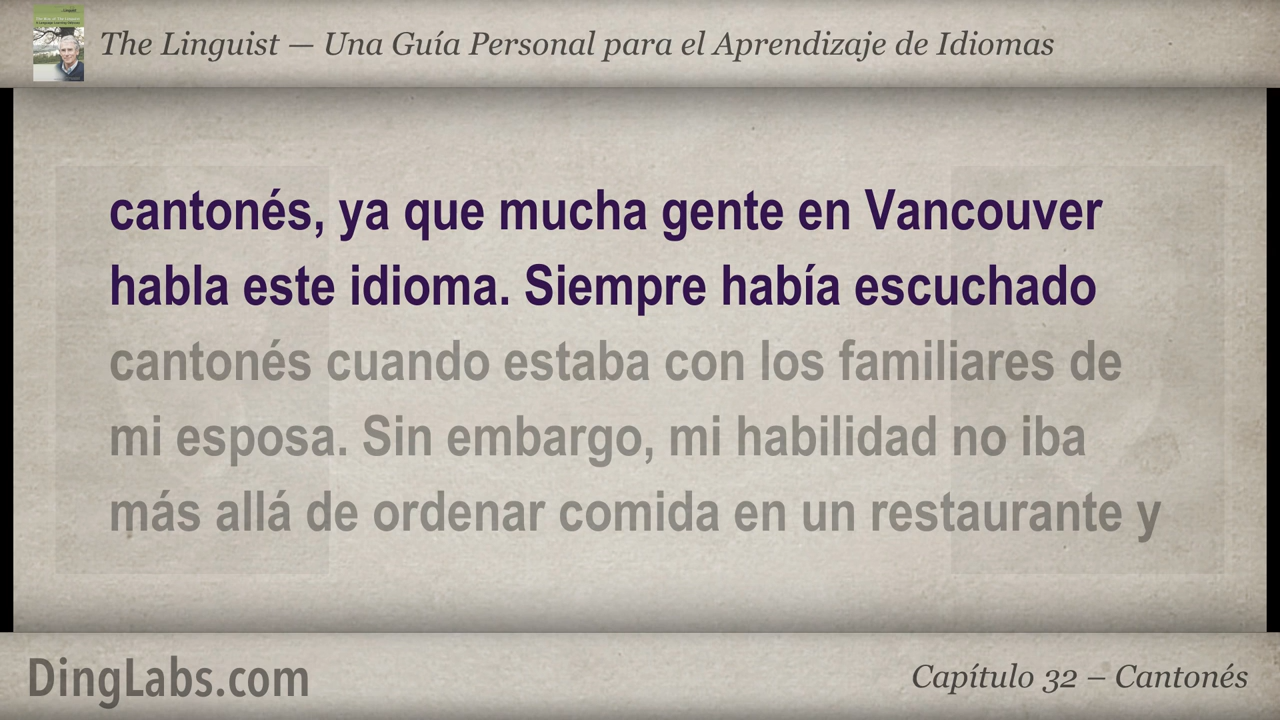 The Linguist — Una Guía Personal para el Aprendizaje de Idiomas
cantonés, ya que mucha gente en Vancouver
habla este idioma. Siempre había escuchado
cantonés cuando estaba con los familiares de
mi esposa. Sin embargo, mi habilidad no iba
más allá de ordenar comida en un restaurante y
DingLabs.com
Capítulo 32 – Cantonés